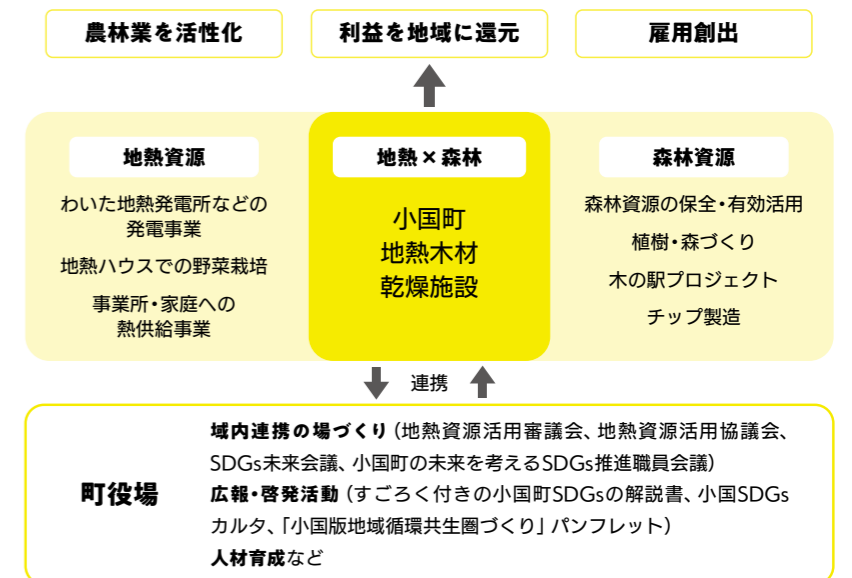 農林業を活性化
利益を地域に還元
雇用創出
地熱資源
わいた地熱発電所などの
発電事業
地熱ハウスでの野菜栽培
事業所・家庭への
熱供給事業
地熱×森林
小国町
地熱木材
乾燥施設
森林資源
森林資源の保全・有効活用
植樹・森づくり
木の駅プロジェクト
チップ製造
連携
町役場
域内連携の場づくり（地熱資源活用審議会、地熱資源活用協議会、
SDGs未来会議、小国町の未来を考えるSDGs推進職員会議）
広報・啓発活動（すごろく付きの小国町SDGsの解説書、小国SDGs
カルタ、「小国版地域循環共生圏づくり」パンフレット）
人材育成など